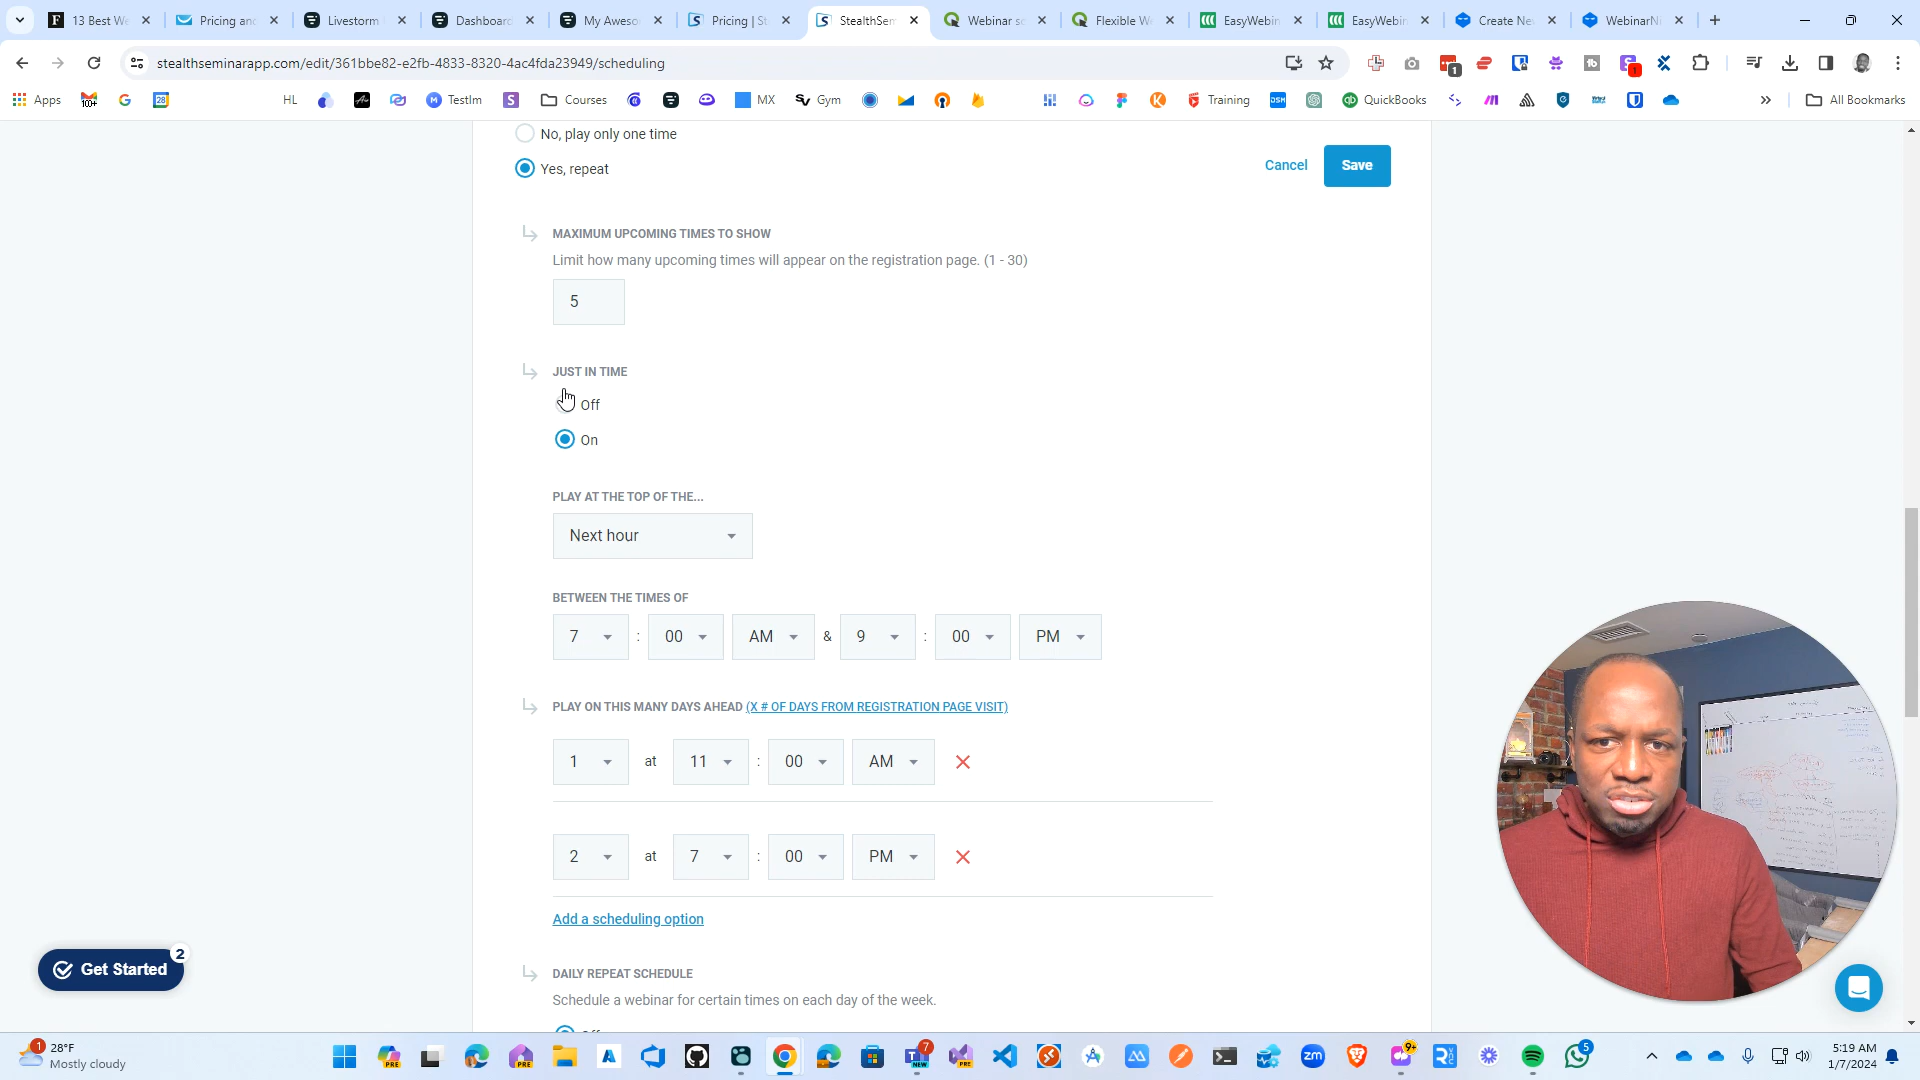 13 Best We
Pricing and
Livestorm
Dashboard
My Aweso
Pricing | St
StealthSem
Webinar so
Flexible W
EasyWebin
EasyWebin
Create Ne
WebinarNi
stealthseminarapp.com/edit/361bbe82-e2fb-4833-8320-4ac4fda23949/scheduling
Apps
HL
TestIm
Courses
MX
Gym
Training
QuickBooks
All Bookmarks
No, play only one time
Yes, repeat
Cancel
Save
MAXIMUM UPCOMING TIMES TO SHOW
Limit how many upcoming times will appear on the registration page. (1 - 30)
5
JUST IN TIME
Off
On
PLAY AT THE TOP OF THE...
Next hour
BETWEEN THE TIMES OF
7 : 00 AM & 9 : 00 PM
PLAY ON THIS MANY DAYS AHEAD (X # OF DAYS FROM REGISTRATION PAGE VISIT)
1 at 11 : 00 AM
2 at 7 : 00 PM
Add a scheduling option
Get Started
2
DAILY REPEAT SCHEDULE
Schedule a webinar for certain times on each day of the week.
28°F
Mostly cloudy
5:19 AM
1/7/2024